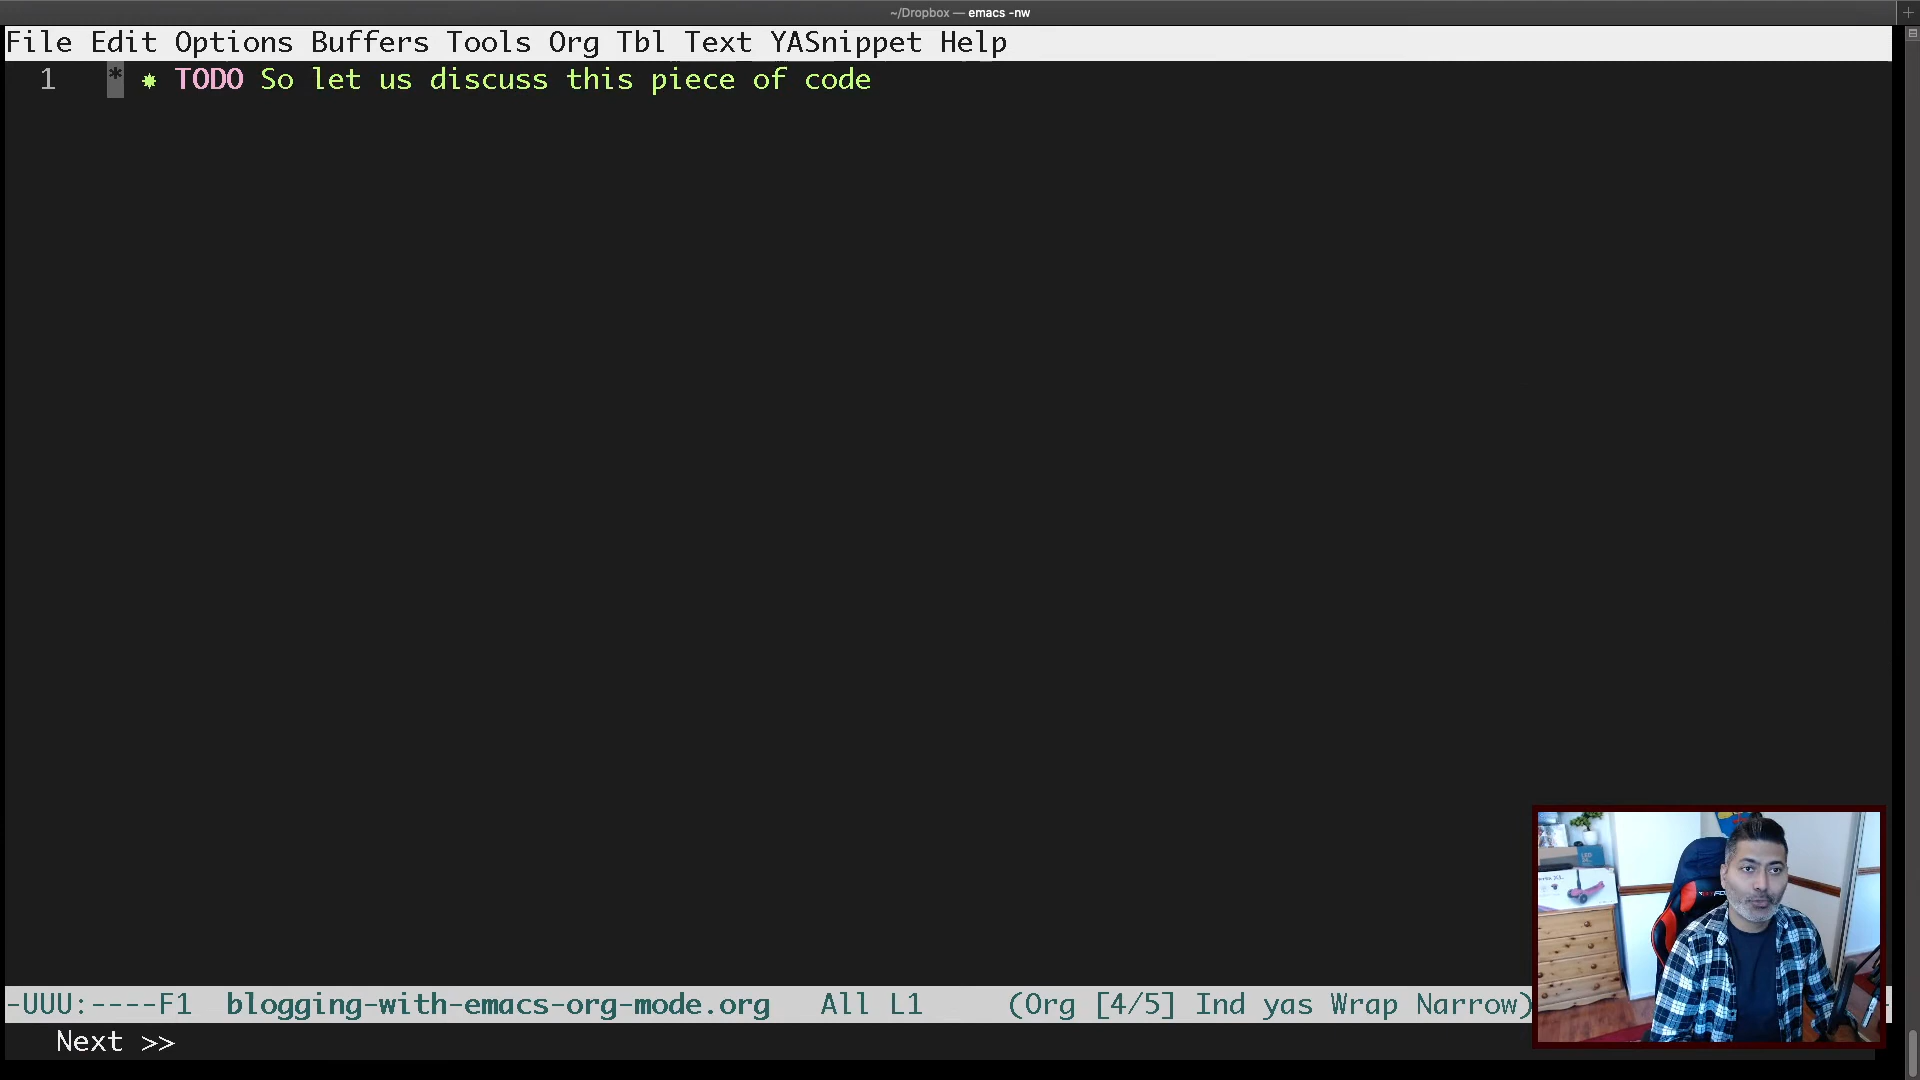 ~/Dropbox — emacs -nw
File Edit Options Buffers Tools Org Tbl Text YASnippet Help
1 * * TODO So let us discuss this piece of code
-UUU:----F1 blogging-with-emacs-org-mode.org All L1 (Org [4/5] Ind yas Wrap Narrow)
Next >>